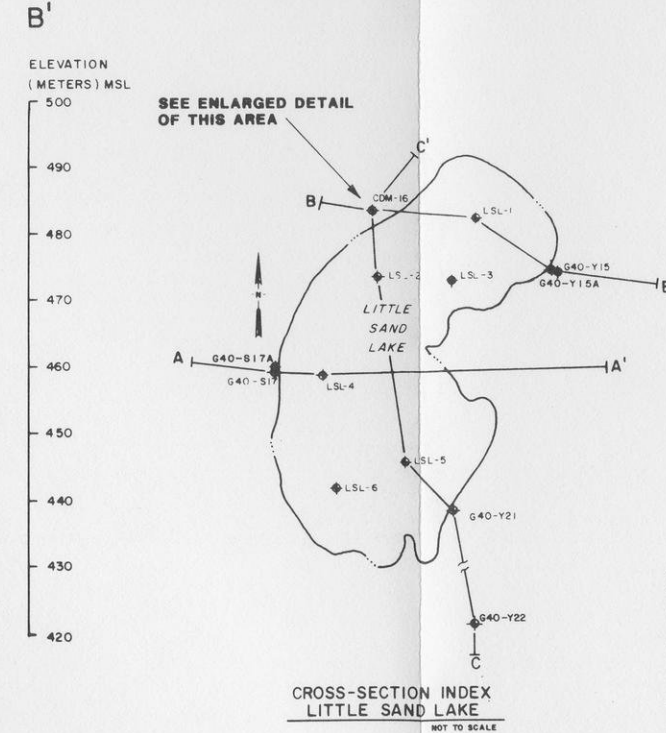 B'
ELEVATION
(METERS) MSL
500
490
480
470
460
450
440
430
420
SEE ENLARGED DETAIL
OF THIS AREA
C'
B
CDM-16
LSL-1
LSL-2
LSL-3
G40-Y15
G40-Y15A
B
N
LITTLE
SAND
LAKE
A
G40-S17A
G40-S17
LSL-4
A'
LSL-5
LSL-6
G40-Y21
G40-Y22
C
CROSS-SECTION INDEX
LITTLE SAND LAKE
NOT TO SCALE